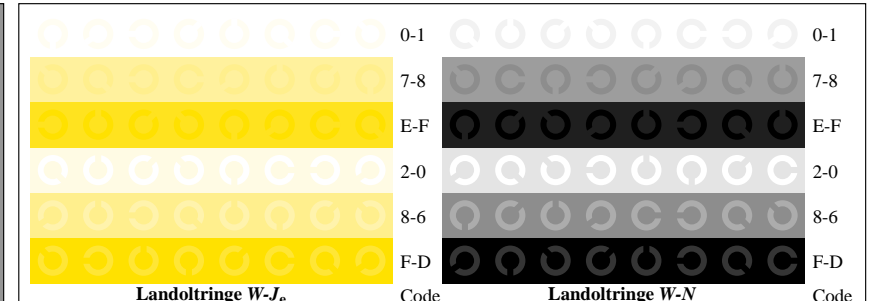 0-1 0-1
7-8 7-8
E-F E-F
2-0 2-0
8-6 8-6
F-D F-D
Landoltringe W-Je Code Landoltringe W-N Code